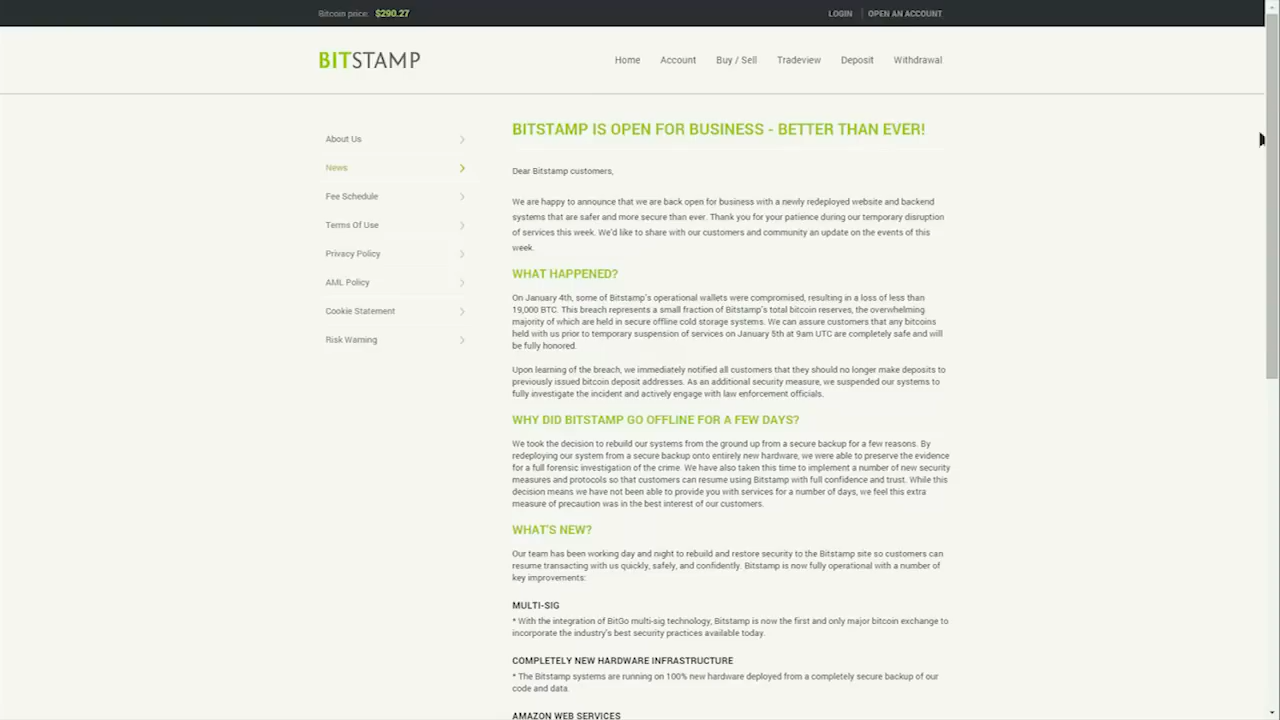 Bitcoin price: $290.27
LOGIN
OPEN AN ACCOUNT
BITSTAMP
Home
Account
Buy / Sell
Tradeview
Deposit
Withdrawal
About Us
News
Fee Schedule
Terms Of Use
Privacy Policy
AML Policy
Cookie Statement
Risk Warning
BITSTAMP IS OPEN FOR BUSINESS - BETTER THAN EVER!
Dear Bitstamp customers,
We are happy to announce that we are back open for business with a newly redeployed website and backend
systems that are safer and more secure than ever. Thank you for your patience during our temporary disruption
of services this week. We'd like to share with our customers and community an update on the events of this
week.
WHAT HAPPENED?
On January 4th, some of Bitstamp's operational wallets were compromised, resulting in a loss of less than
19,000 BTC. This breach represents a small fraction of Bitstamp's total bitcoin reserves, the overwhelming
majority of which are held in secure offline cold storage systems. We can assure customers that any bitcoins
held with us prior to temporary suspension of services on January 5th at 9am UTC are completely safe and will
be fully honored.
Upon learning of the breach, we immediately notified all customers that they should no longer make deposits to
previously issued bitcoin deposit addresses. As an additional security measure, we suspended our systems to
fully investigate the incident and actively engage with law enforcement officials.
WHY DID BITSTAMP GO OFFLINE FOR A FEW DAYS?
We took the decision to rebuild our systems from the ground up from a secure backup for a few reasons. By
redeploying our system from a secure backup onto entirely new hardware, we were able to preserve the evidence
for a full forensic investigation of the crime. We have also taken this time to implement a number of new security
measures and protocols so that customers can resume using Bitstamp with full confidence and trust. While this
decision means we have not been able to provide you with services for a number of days, we feel this extra
measure of precaution was in the best interest of our customers.
WHAT'S NEW?
Our team has been working day and night to rebuild and restore security to the Bitstamp site so customers can
resume transacting with us quickly, safely, and confidently. Bitstamp is now fully operational with a number of
key improvements:
MULTI-SIG
* With the integration of BitGo multi-sig technology, Bitstamp is now the first and only major bitcoin exchange to
incorporate the industry's best security practices available today.
COMPLETELY NEW HARDWARE INFRASTRUCTURE
* The Bitstamp systems are running on 100% new hardware deployed from a completely secure backup of our
code and data.
AMAZON WEB SERVICES